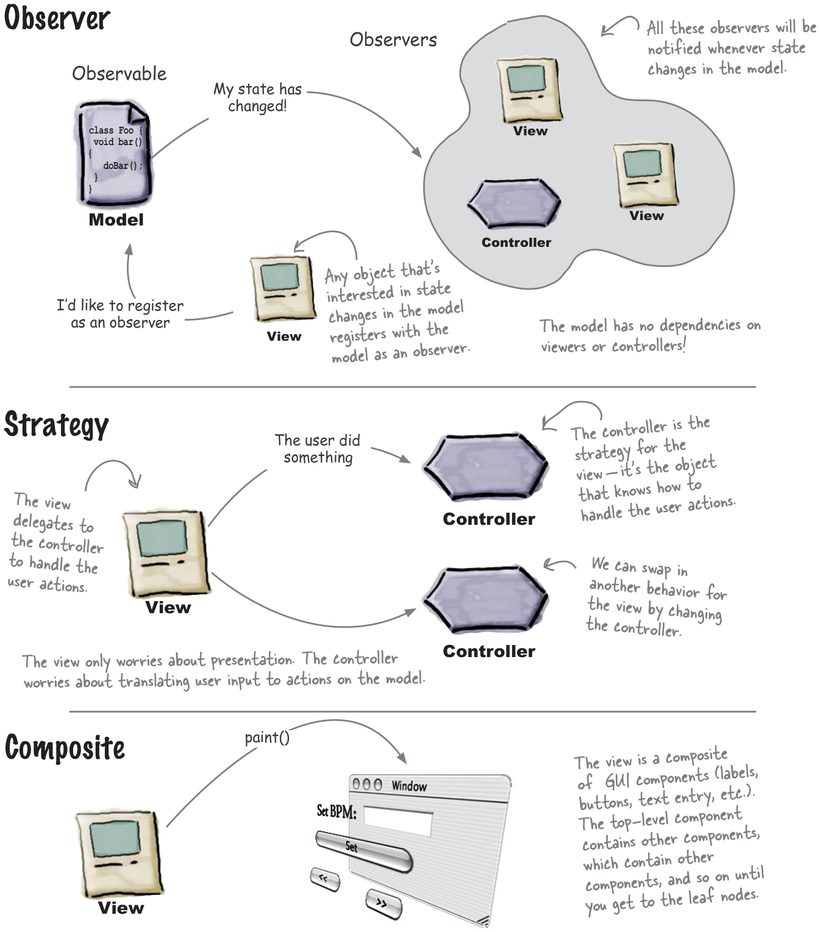 Observer
Observers
All these observers will be
notified whenever state
changes in the model.
Observable
My state has
changed!
class Foo {
void bar()
{
doBar();
}
}
Model
View
View
Controller
I'd like to register
as an observer
View
Any object that's
interested in state
changes in the model
registers with the
model as an observer.
The model has no dependencies on
viewers or controllers!
Strategy
The user did
something
The controller is the
strategy for the
view—it's the object
that knows how to
handle the user actions.
Controller
The view
delegates to
the controller
to handle the
user actions.
View
We can swap in
another behavior for
the view by changing
the controller.
Controller
The view only worries about presentation. The controller
worries about translating user input to actions on the model.
Composite
paint()
View
Window
Set BPM:
Set
<<
>>
The view is a composite
of GUI components (labels,
buttons, text entry, etc.).
The top-level component
contains other components,
which contain other
components, and so on until
you get to the leaf nodes.